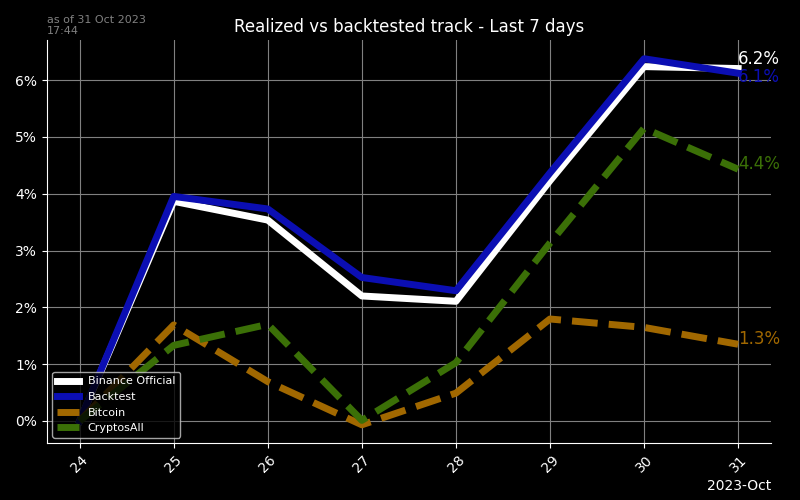 as of 31 Oct 2023
17:44
Realized vs backtested track - Last 7 days
6%
5%
4%
3%
2%
1%
0%
6.2%
6.1%
4.4%
1.3%
Binance Official
Backtest
Bitcoin
CryptosAll
24
25
26
27
28
29
30
31
2023-Oct